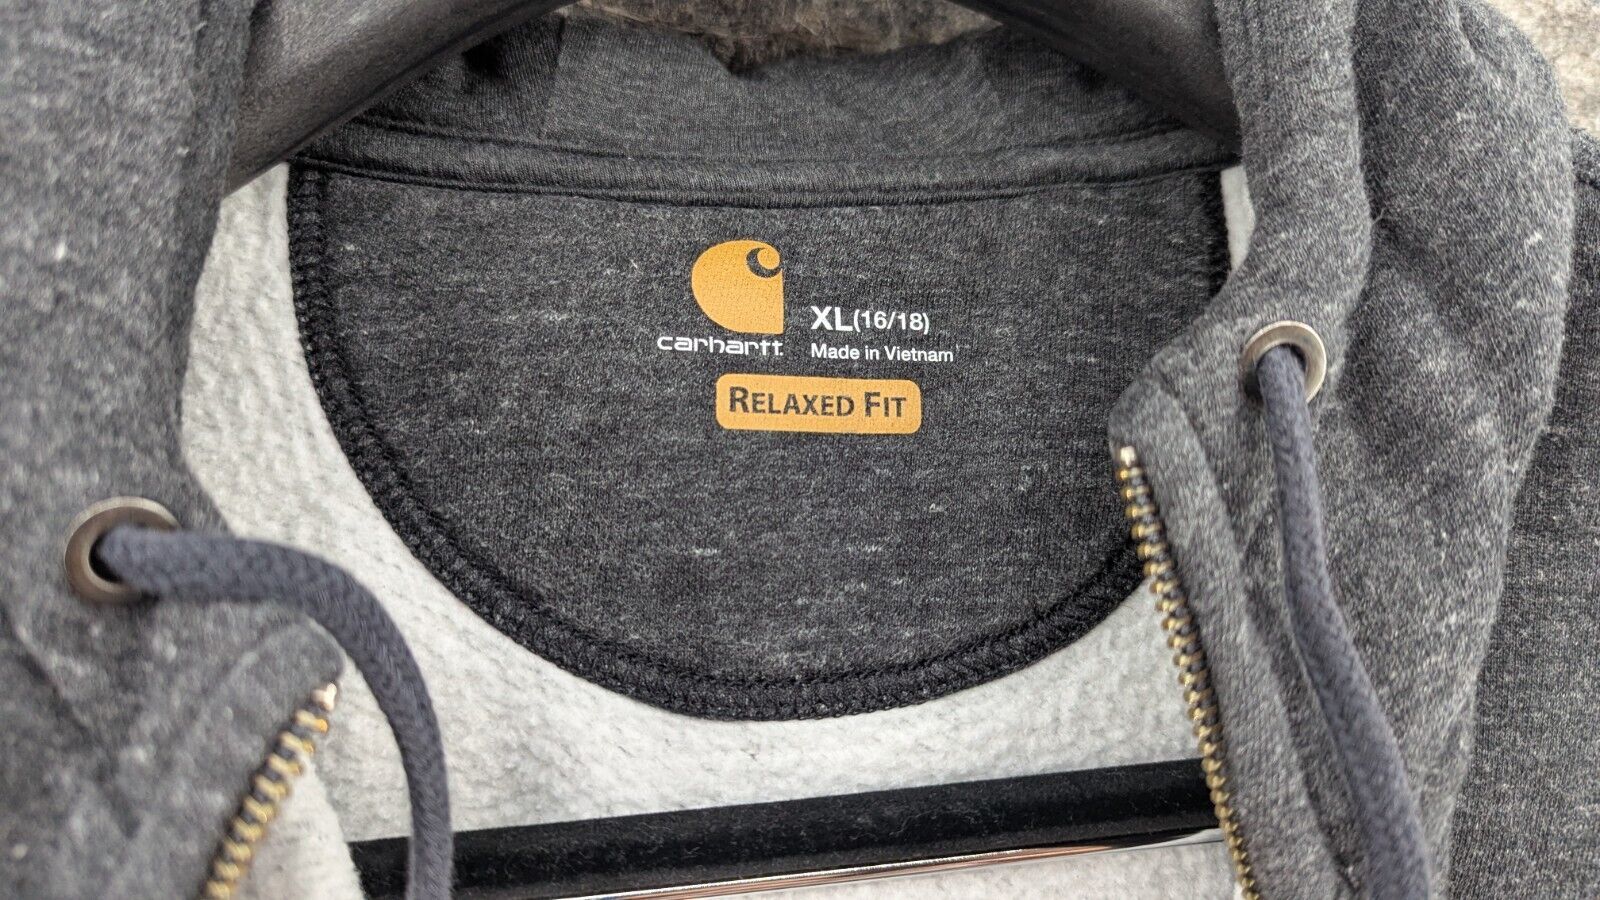 XL(16/18)
carhartt.
Made in Vietnam
RELAXED FIT